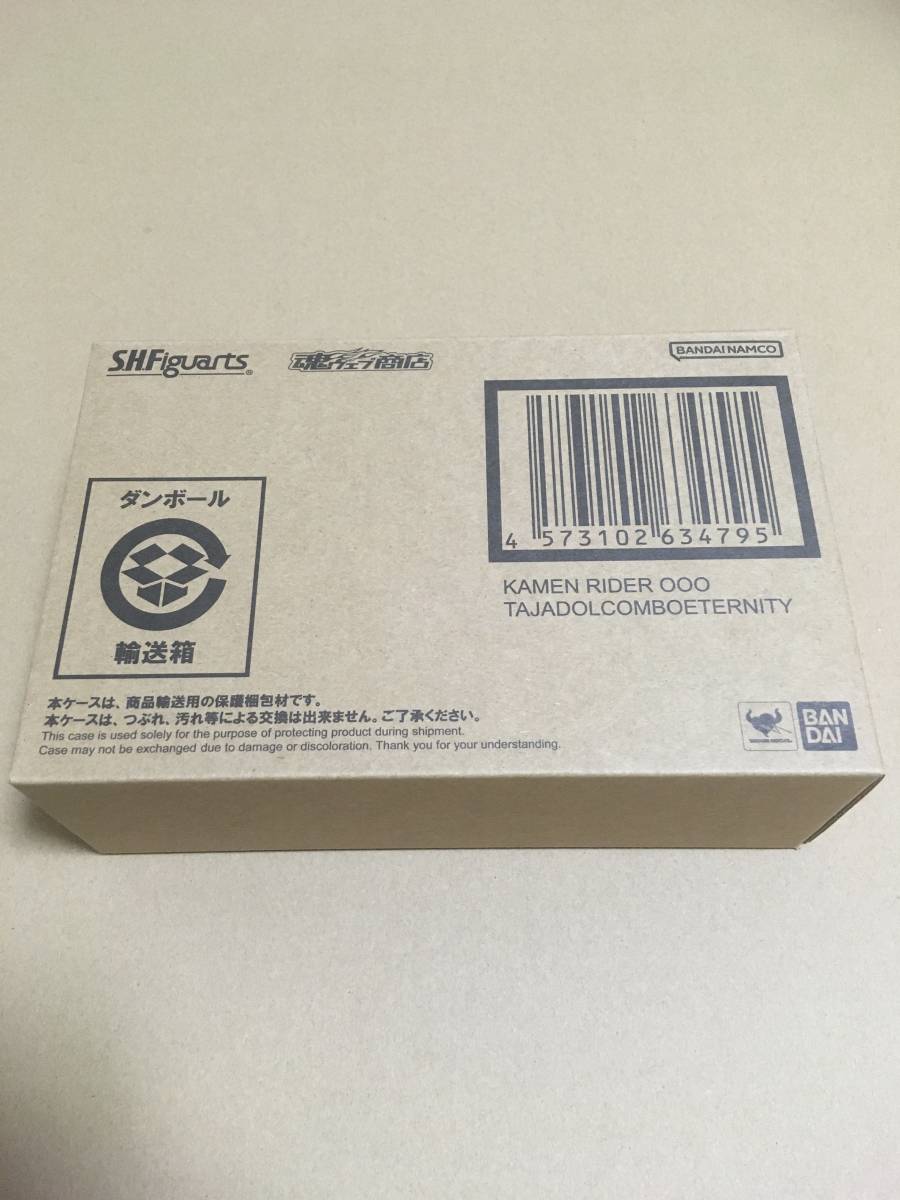 S.H.Figuarts®
魂ウェブ商店
BANDAI NAMCO
4 573102 634795
KAMEN RIDER OOO
TAJADOLCOMBOETERNITY
ダンボール
輸送箱
本ケースは、商品輸送用の保護梱包材です。
本ケースは、つぶれ、汚れ等による交換は出来ません。ご了承ください。
This case is used solely for the purpose of protecting product during shipment.
Case may not be exchanged due to damage or discoloration. Thank you for your understanding.
BAN
DAI